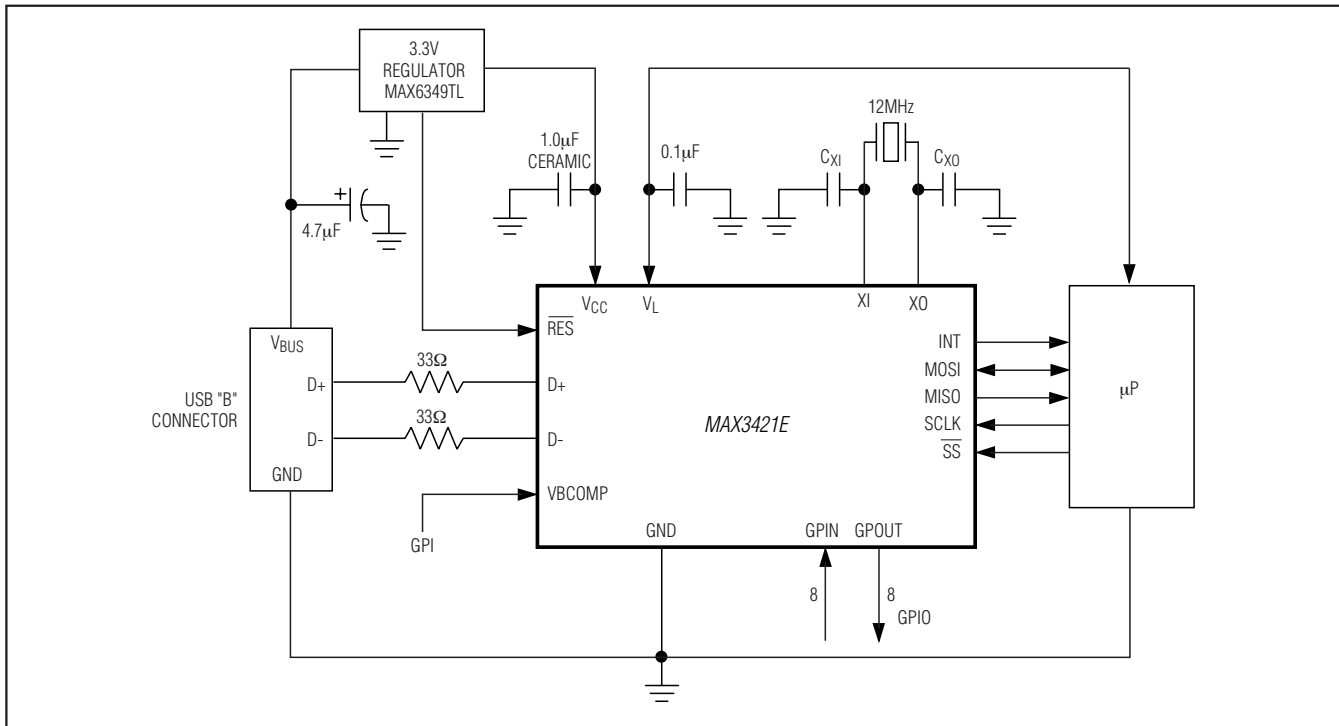 3.3V
REGULATOR
MAX6349TL
12MHz
1.0µF
CERAMIC
0.1µF
CXI
CXO
+
4.7µF
VCC
VL
XI
XO
RES
VBUS
INT
33Ω
MOSI
D+
D+
USB "B"
CONNECTOR
MISO
µP
33Ω
MAX3421E
SCLK
D-
D-
SS
GND
VBCOMP
GPI
GND
GPIN
GPOUT
8
8
GPIO